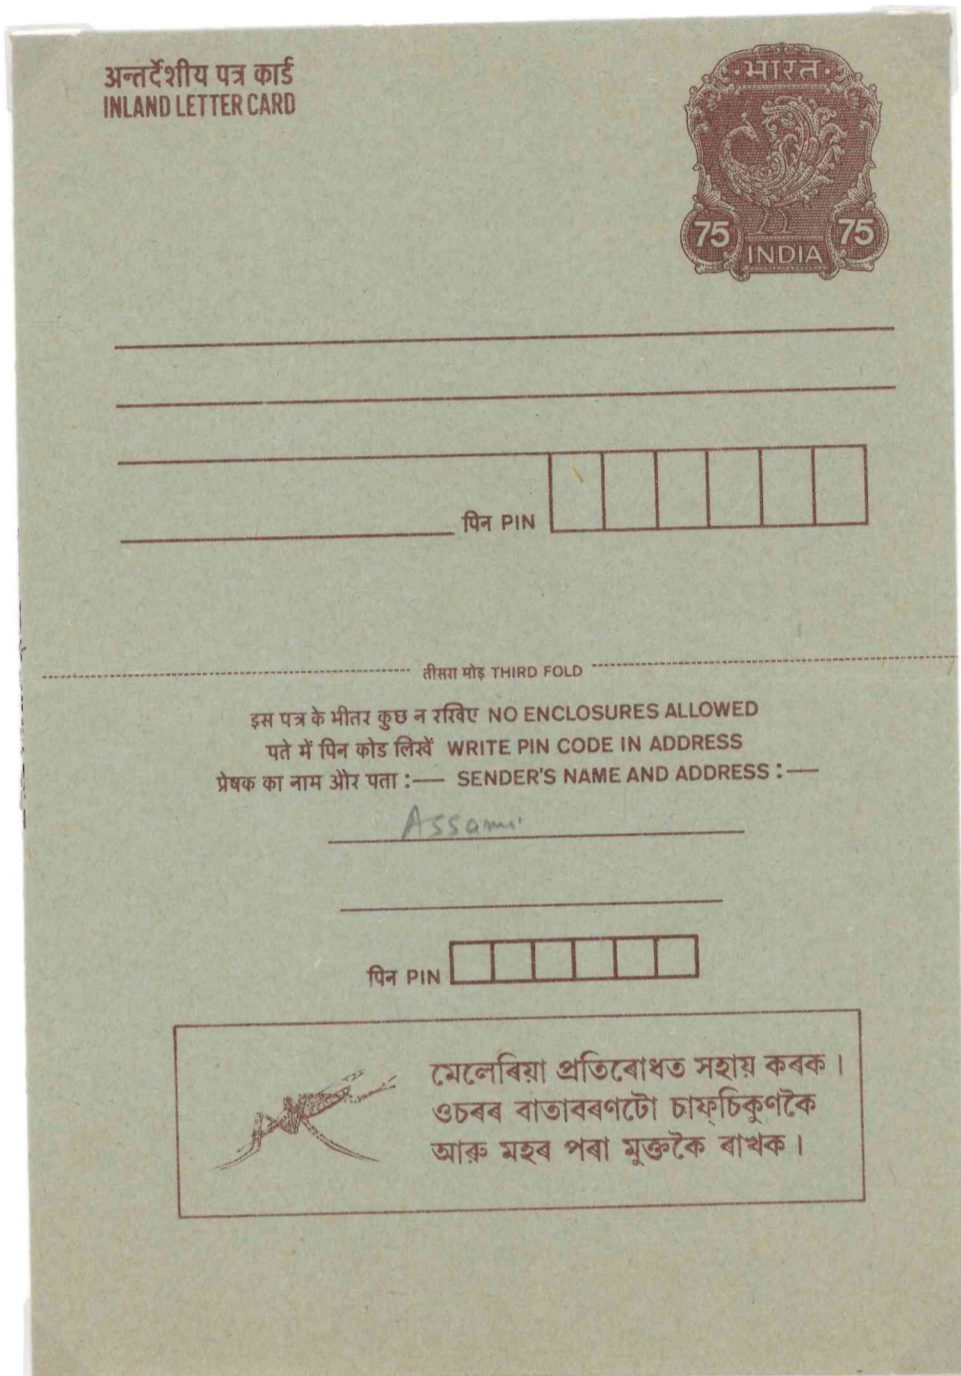 अन्तर्देशीय पत्र कार्ड
INLAND LETTER CARD
भारत
75 75
INDIA
पिन PIN
तीसरा मोड़ THIRD FOLD
इस पत्र के भीतर कुछ न रखिए NO ENCLOSURES ALLOWED
पते में पिन कोड लिखें WRITE PIN CODE IN ADDRESS
प्रेषक का नाम और पता :— SENDER'S NAME AND ADDRESS :—
पिन PIN
মেলেৰিয়া প্ৰতিৰোধত সহায় কৰক ।
ওচৰৰ বাতাবৰণটো চাফ্‌চিকুণকৈ
আৰু মহৰ পৰা মুক্তকৈ ৰাখক ।